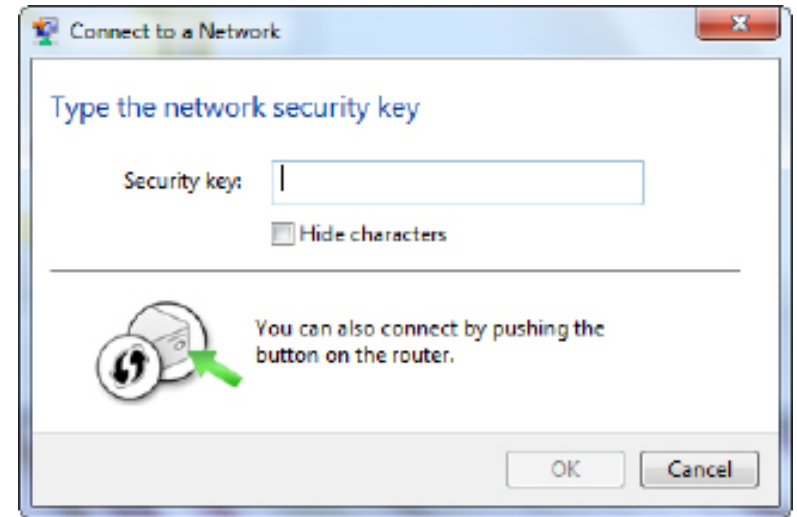 Connect to a Network
Type the network security key
Security key:
Hide characters
You can also connect by pushing the
button on the router.
OK
Cancel